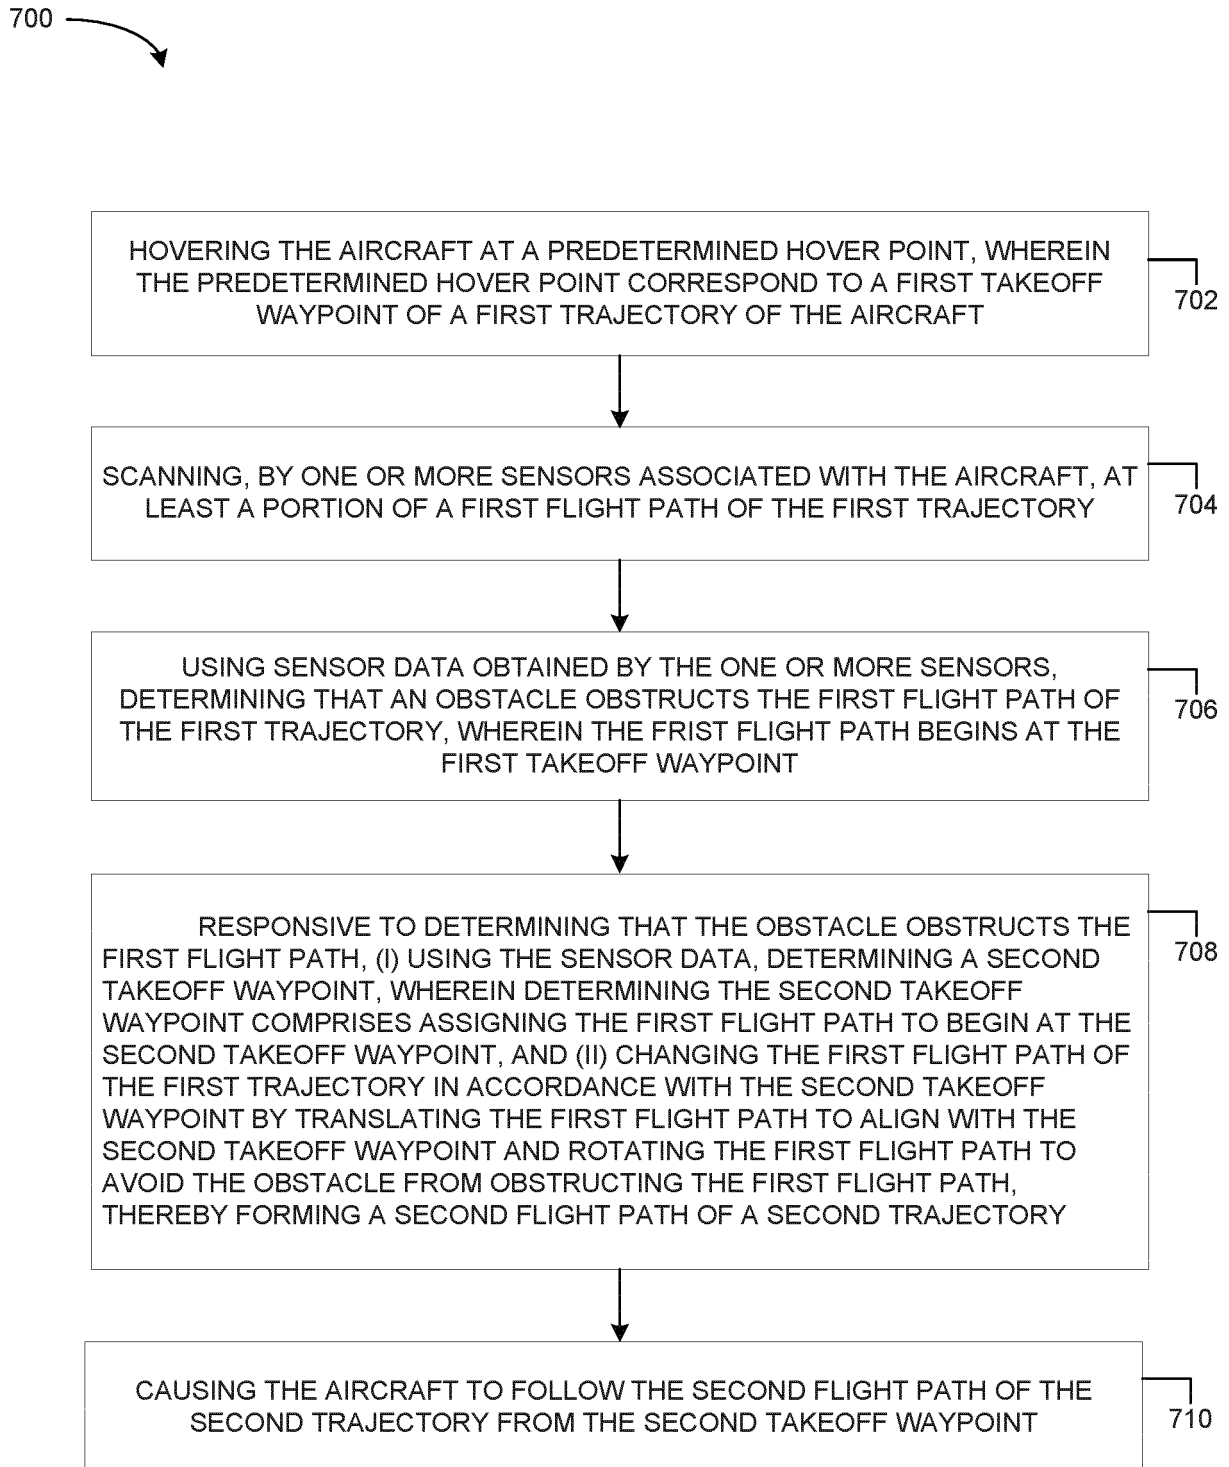 700
HOVERING THE AIRCRAFT AT A PREDETERMINED HOVER POINT, WHEREIN
THE PREDETERMINED HOVER POINT CORRESPOND TO A FIRST TAKEOFF
WAYPOINT OF A FIRST TRAJECTORY OF THE AIRCRAFT
702
SCANNING, BY ONE OR MORE SENSORS ASSOCIATED WITH THE AIRCRAFT, AT
LEAST A PORTION OF A FIRST FLIGHT PATH OF THE FIRST TRAJECTORY
704
USING SENSOR DATA OBTAINED BY THE ONE OR MORE SENSORS,
DETERMINING THAT AN OBSTACLE OBSTRUCTS THE FIRST FLIGHT PATH OF
THE FIRST TRAJECTORY, WHEREIN THE FRIST FLIGHT PATH BEGINS AT THE
FIRST TAKEOFF WAYPOINT
706
RESPONSIVE TO DETERMINING THAT THE OBSTACLE OBSTRUCTS THE
FIRST FLIGHT PATH, (I) USING THE SENSOR DATA, DETERMINING A SECOND
TAKEOFF WAYPOINT, WHEREIN DETERMINING THE SECOND TAKEOFF
WAYPOINT COMPRISES ASSIGNING THE FIRST FLIGHT PATH TO BEGIN AT THE
SECOND TAKEOFF WAYPOINT, AND (II) CHANGING THE FIRST FLIGHT PATH OF
THE FIRST TRAJECTORY IN ACCORDANCE WITH THE SECOND TAKEOFF
WAYPOINT BY TRANSLATING THE FIRST FLIGHT PATH TO ALIGN WITH THE
SECOND TAKEOFF WAYPOINT AND ROTATING THE FIRST FLIGHT PATH TO
AVOID THE OBSTACLE FROM OBSTRUCTING THE FIRST FLIGHT PATH,
THEREBY FORMING A SECOND FLIGHT PATH OF A SECOND TRAJECTORY
708
CAUSING THE AIRCRAFT TO FOLLOW THE SECOND FLIGHT PATH OF THE
SECOND TRAJECTORY FROM THE SECOND TAKEOFF WAYPOINT
710